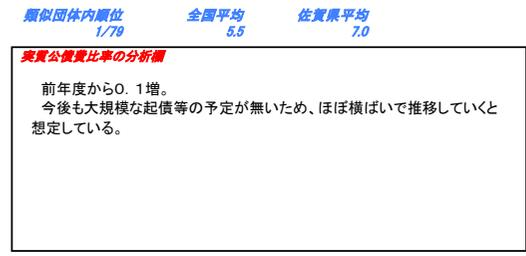 類似団体内順位 全国平均 佐賀県平均
1/79 5.5 7.0
実質公債費比率の分析欄
前年度から0.1増。
今後も大規模な起債等の予定が無いため、ほぼ横ばいで推移していくと
想定している。